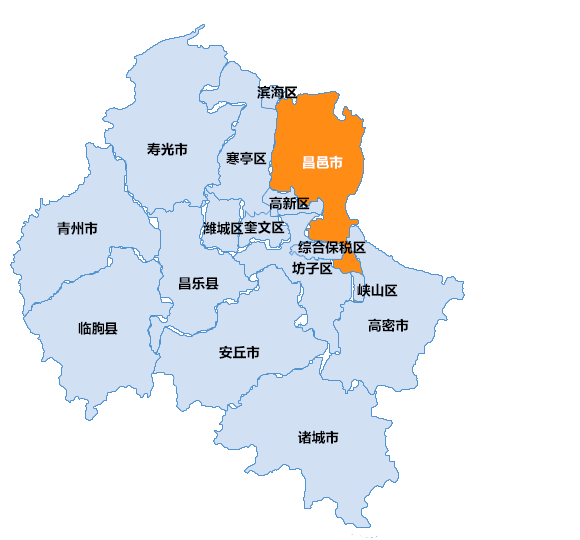 滨海区
寿光市
寒亭区
昌邑市
高新区
青州市
潍城区
奎文区
综合保税区
坊子区
昌乐县
峡山区
临朐县
高密市
安丘市
诸城市